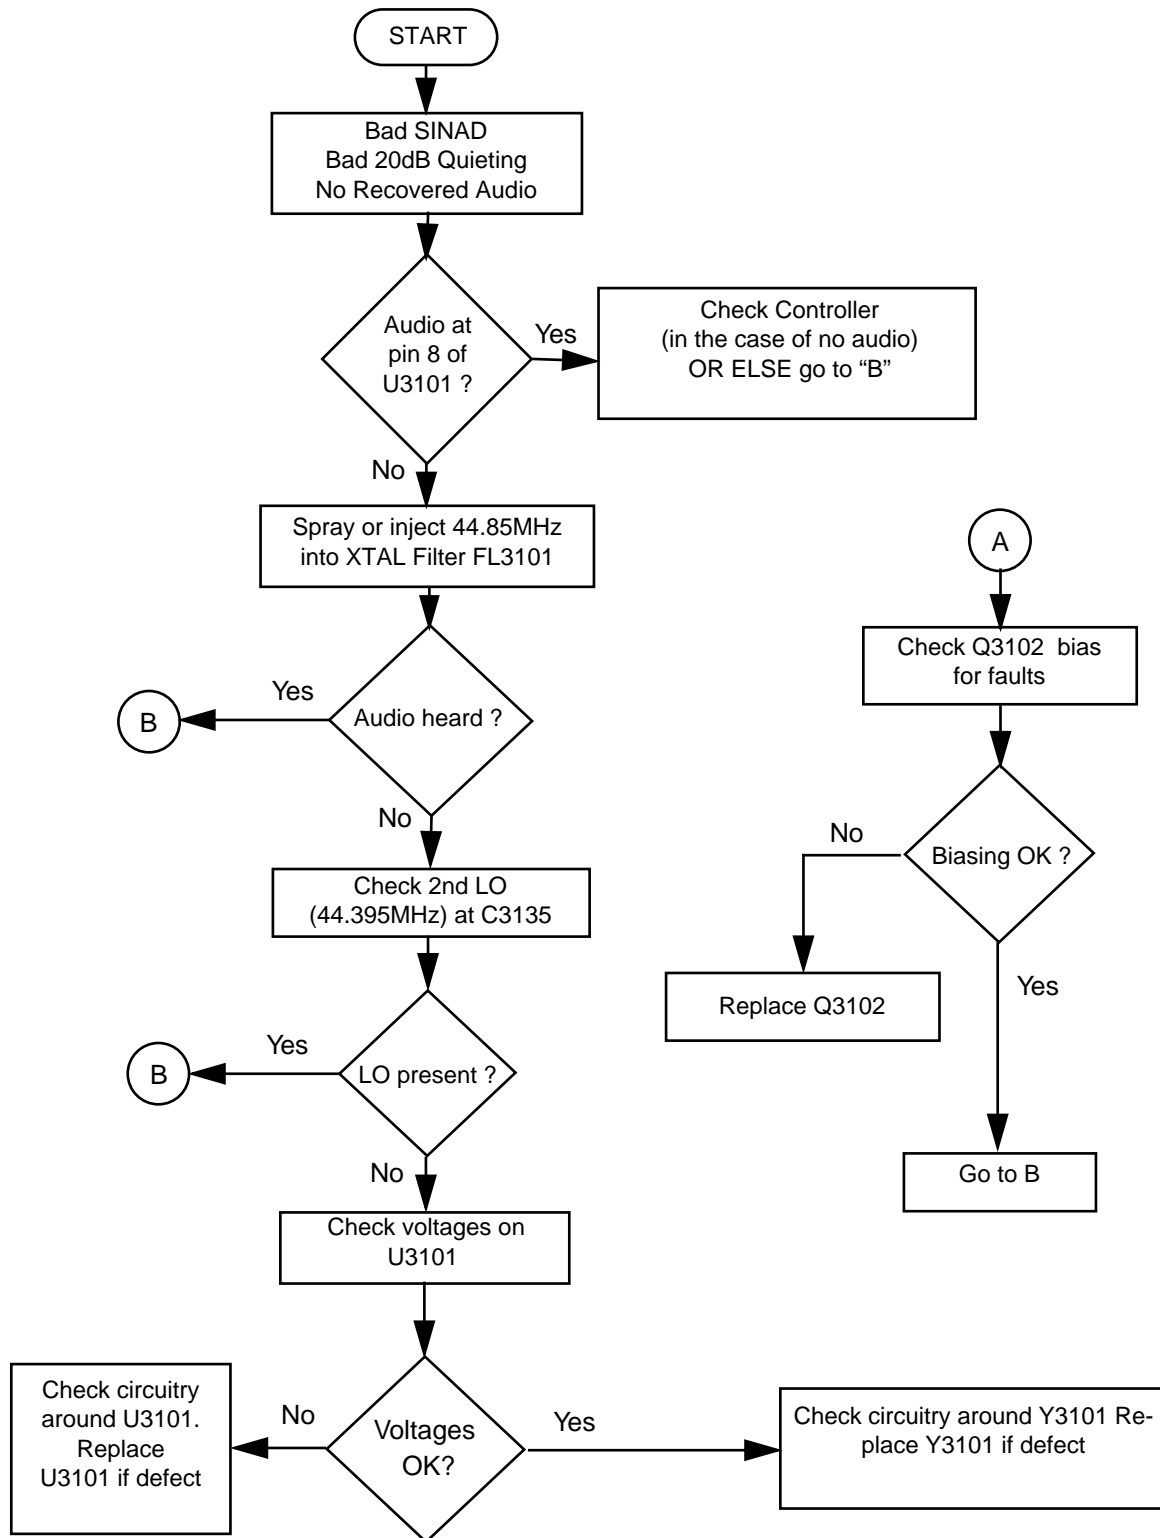 START
Bad SINAD
Bad 20dB Quieting
No Recovered Audio
Audio at
pin 8 of
U3101 ?
Yes
Check Controller
(in the case of no audio)
OR ELSE go to “B”
No
Spray or inject 44.85MHz
into XTAL Filter FL3101
Audio heard ?
Yes
B
No
Check 2nd LO
(44.395MHz) at C3135
LO present ?
Yes
B
No
Check voltages on
U3101
Voltages
OK?
No
Check circuitry
around U3101.
Replace
U3101 if defect
Yes
Check circuitry around Y3101 Re-
place Y3101 if defect
A
Check Q3102 bias
for faults
Biasing OK ?
No
Replace Q3102
Yes
Go to B